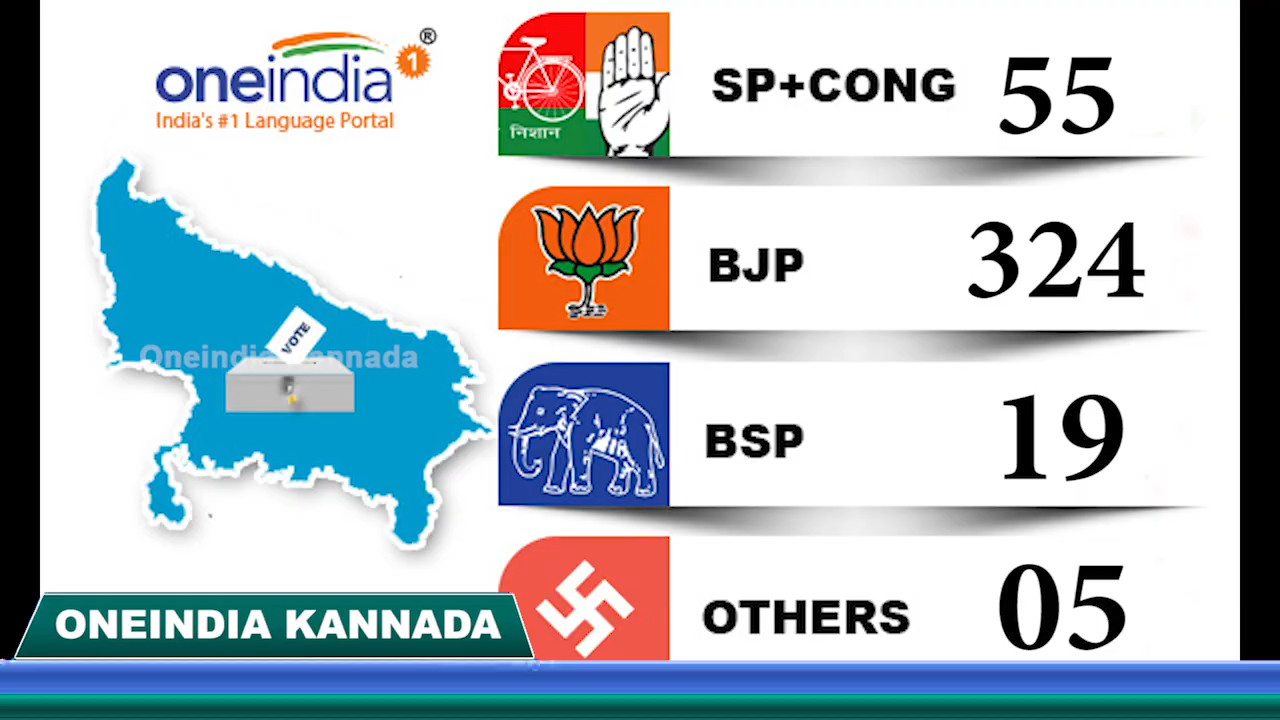 oneindia 1 ®
India's #1 Language Portal
निशान
SP+CONG 55
BJP 324
VOTE
Oneindia Kannada
BSP 19
OTHERS 05
ONEINDIA KANNADA